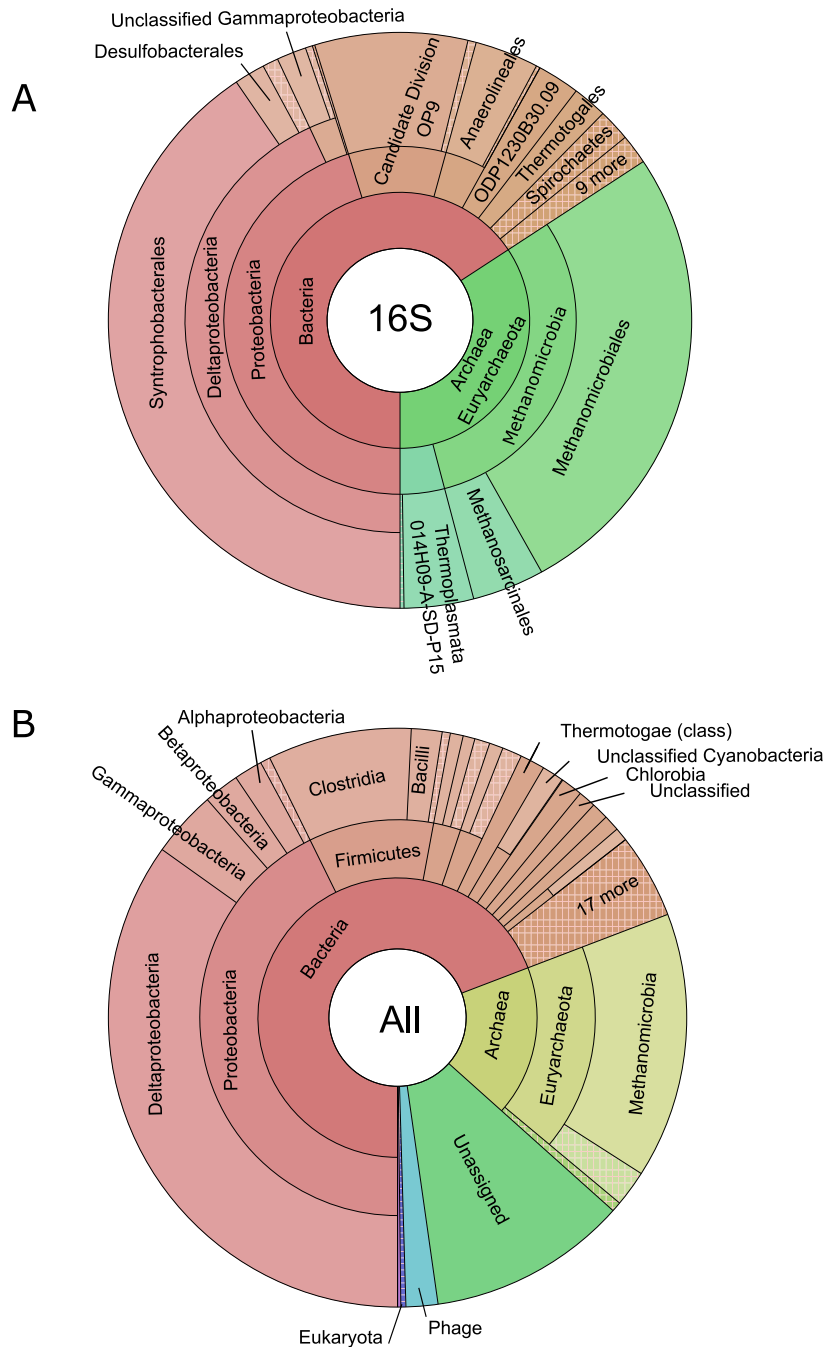 Unclassified Gammaproteobacteria
Desulfobacterales
A
Candidate Division
OP9
Anaerolineales
ODP1230B30.09
Thermotogales
Spirochaetes
9 more
Syntrophobacterales
Deltaproteobacteria
Proteobacteria
Bacteria
16S
Archaea
Euryarchaeota
Methanomicrobia
Methanomicrobiales
Methanosarcinales
Thermoplasmata
014H09-A-SD-P15
B
Alphaproteobacteria
Betaproteobacteria
Gammaproteobacteria
Clostridia
Bacilli
Thermotogae (class)
Unclassified Cyanobacteria
Chlorobia
Unclassified
Firmicutes
17 more
Bacteria
Proteobacteria
Deltaproteobacteria
All
Archaea
Euryarchaeota
Methanomicrobia
Unassigned
Phage
Eukaryota